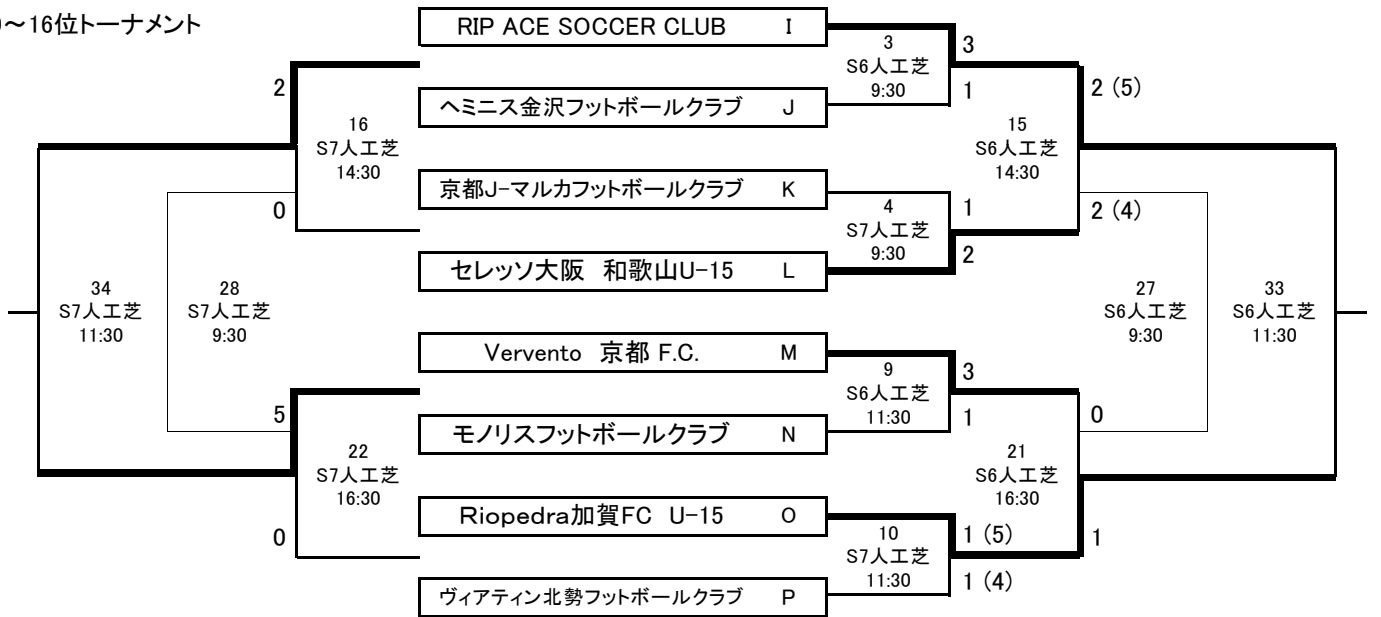 ～16位トーナメント
RIP ACE SOCCER CLUB I
3
S6人工芝
9:30
3
1
ヘミニス金沢フットボールクラブ J
2
16
S7人工芝
14:30
0
15
S6人工芝
14:30
2 (5)
2 (4)
京都J-マルカフットボールクラブ K
4
S7人工芝
9:30
1
2
セレッソ大阪 和歌山U-15 L
34
S7人工芝
11:30
28
S7人工芝
9:30
27
S6人工芝
9:30
33
S6人工芝
11:30
Vervento 京都 F.C. M
9
S6人工芝
11:30
3
1
モノリスフットボールクラブ N
5
22
S7人工芝
16:30
0
21
S6人工芝
16:30
0
1
Riopedra加賀FC U-15 O
10
S7人工芝
11:30
1 (5)
1 (4)
ヴィアティン北勢フットボールクラブ P